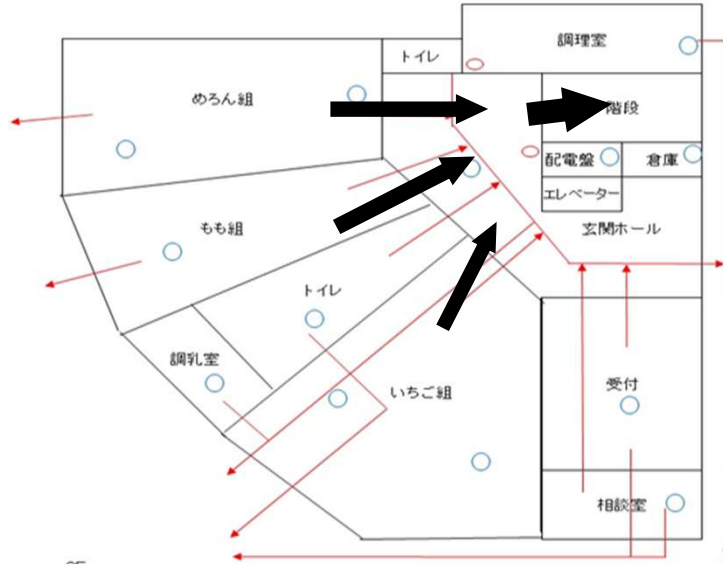 調理室
トイレ
めろん組
階段
配電盤
倉庫
エレベーター
もも組
玄関ホール
トイレ
調乳室
いちご組
受付
相談室